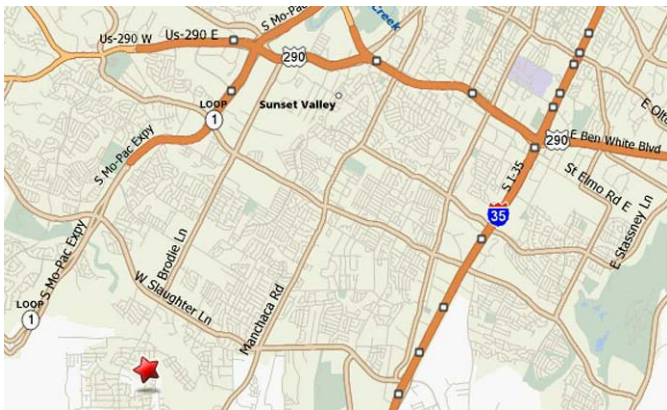 S Mo-Pac
Creek
Us-290 W
Us-290 E
290
LOOP
1
Sunset Valley
E Olto
290
E Ben White Blvd
S Mo-Pac Expy
S I-35
St Elmo Rd E
35
E Stassney Ln
Brodie Ln
S Mo-Pac Expy
W Slaughter Ln
Manchaca Rd
LOOP
1